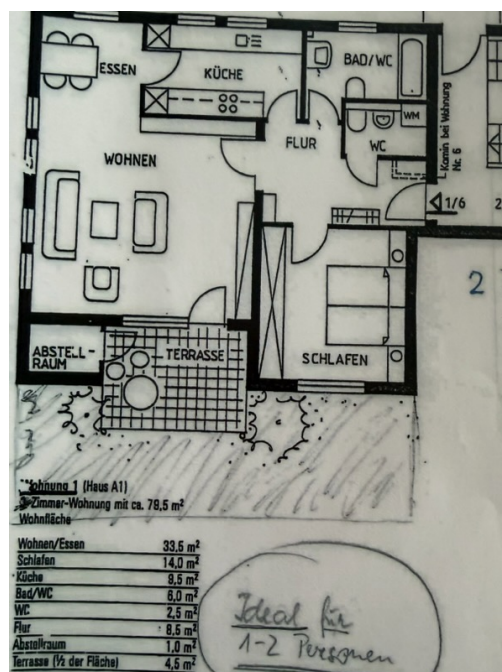 ESSEN
KÜCHE
BAD/WC
WOHNEN
FLUR
WC
WM
Kamin bei Wohnung
Nr. 6
1/6
2
2
ABSTELL-
RAUM
TERRASSE
SCHLAFEN
Wohnung 1 (Haus A1)
Zimmer-Wohnung mit ca. 79,5 m²
Wohnfläche
Wohnen/Essen 33,5 m²
Schlafen 14,0 m²
Küche 9,5 m²
Bad/WC 6,0 m²
WC 2,5 m²
Flur 8,5 m²
Abstellraum 1,0 m²
Terrasse (½ der Fläche) 4,5 m²
Ideal für
1-2 Personen